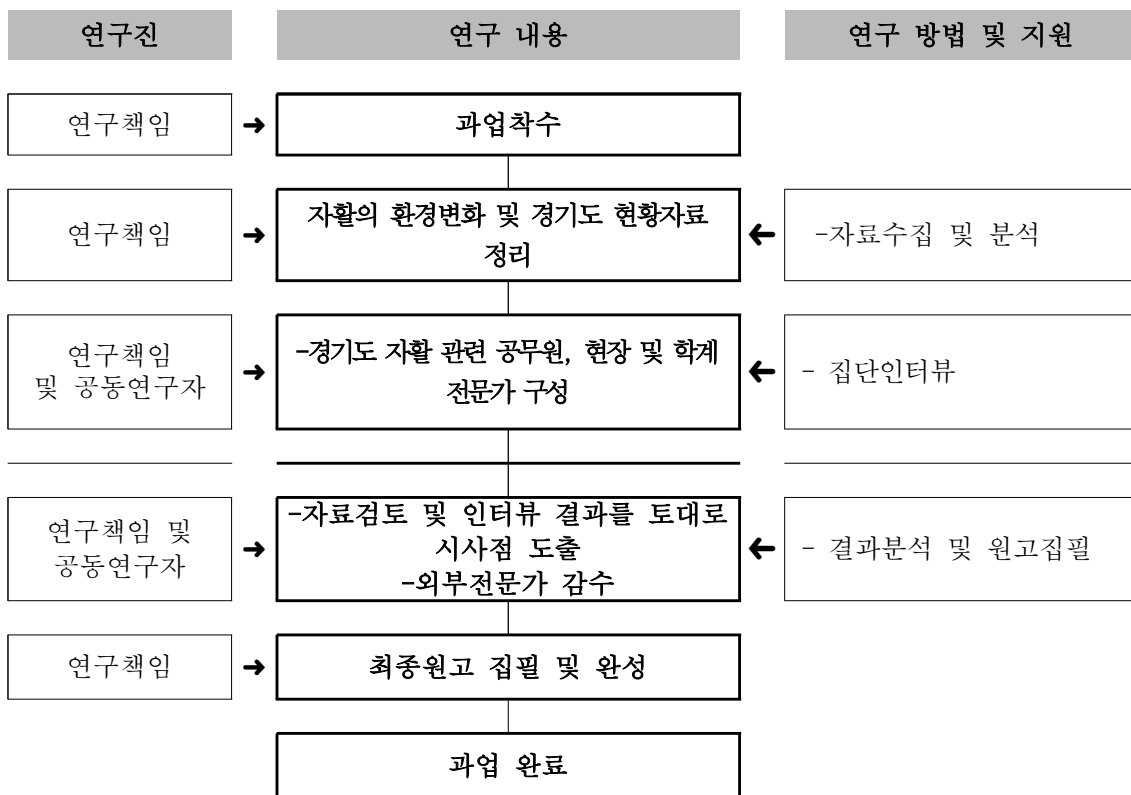 연구진
연구 내용
연구 방법 및 지원
연구책임
과업착수
연구책임
자활의 환경변화 및 경기도 현황자료
정리
-자료수집 및 분석
연구책임
및 공동연구자
-경기도 자활 관련 공무원, 현장 및 학계
전문가 구성
- 집단인터뷰
연구책임 및
공동연구자
-자료검토 및 인터뷰 결과를 토대로
시사점 도출
-외부전문가 감수
- 결과분석 및 원고집필
연구책임
최종원고 집필 및 완성
과업 완료